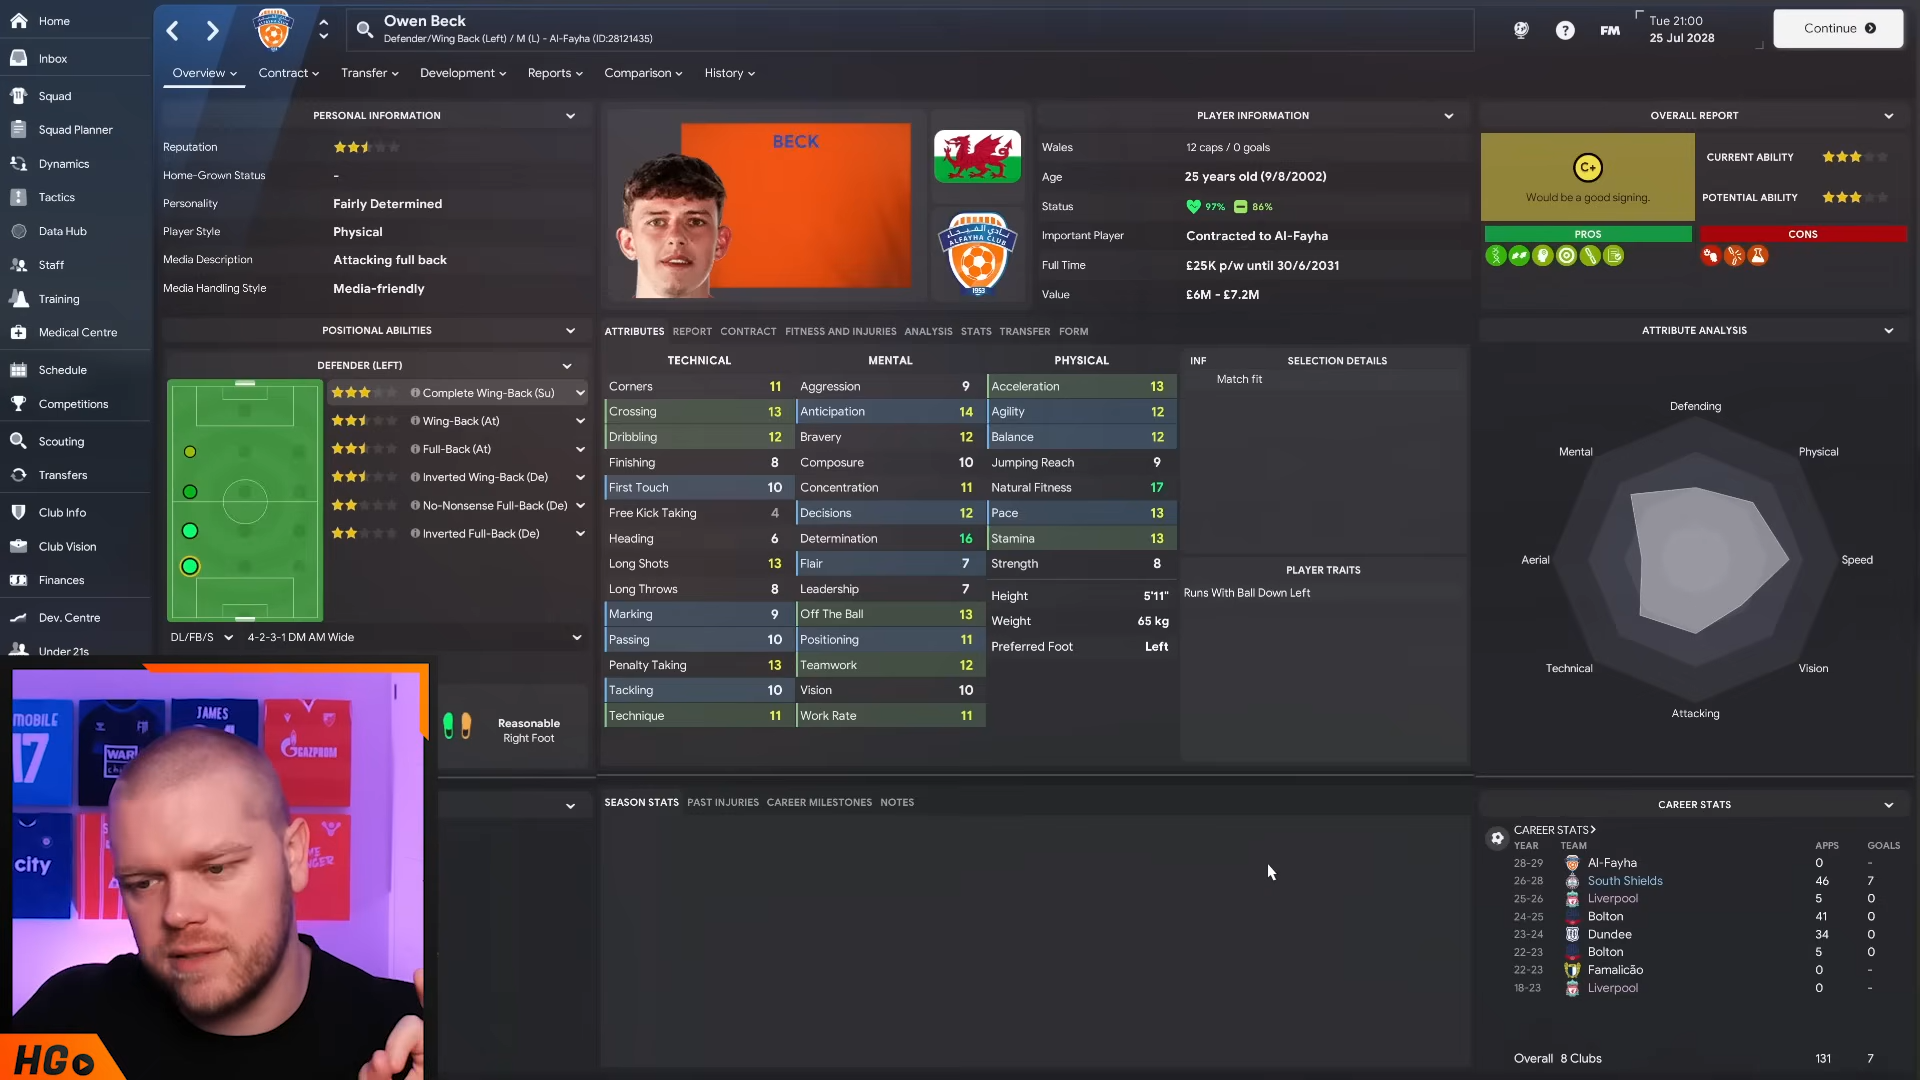 Home
Inbox
Squad
Squad Planner
Dynamics
Tactics
Data Hub
Staff
Training
Medical Centre
Schedule
Competitions
Scouting
Transfers
Club Info
Club Vision
Finances
Dev. Centre
Under 21s
Owen Beck
Defender/Wing Back (Left) / M (L) - Al-Fayha (ID:28121435)
FM
Tue 21:00
25 Jul 2028
Continue
Overview
Contract
Transfer
Development
Reports
Comparison
History
PERSONAL INFORMATION
Reputation
Home-Grown Status -
Personality Fairly Determined
Player Style Physical
Media Description Attacking full back
Media Handling Style Media-friendly
BECK
ALFAYHA CLUB
1953
PLAYER INFORMATION
Wales 12 caps / 0 goals
Age 25 years old (9/8/2002)
Status 97% 86%
Important Player Contracted to Al-Fayha
Full Time £25K p/w until 30/6/2031
Value £6M - £7.2M
OVERALL REPORT
C+
Would be a good signing.
CURRENT ABILITY
POTENTIAL ABILITY
PROS
CONS
POSITIONAL ABILITIES
DEFENDER (LEFT)
Complete Wing-Back (Su)
Wing-Back (At)
Full-Back (At)
Inverted Wing-Back (De)
No-Nonsense Full-Back (De)
Inverted Full-Back (De)
DL/FB/S 4-2-3-1 DM AM Wide
Reasonable
Right Foot
ATTRIBUTES REPORT CONTRACT FITNESS AND INJURIES ANALYSIS STATS TRANSFER FORM
TECHNICAL
Corners 11
Crossing 13
Dribbling 12
Finishing 8
First Touch 10
Free Kick Taking 4
Heading 6
Long Shots 13
Long Throws 8
Marking 9
Passing 10
Penalty Taking 13
Tackling 10
Technique 11
MENTAL
Aggression 9
Anticipation 14
Bravery 12
Composure 10
Concentration 11
Decisions 12
Determination 16
Flair 7
Leadership 7
Off The Ball 13
Positioning 11
Teamwork 12
Vision 10
Work Rate 11
PHYSICAL
Acceleration 13
Agility 12
Balance 12
Jumping Reach 9
Natural Fitness 17
Pace 13
Stamina 13
Strength 8
Height 5'11"
Weight 65 kg
Preferred Foot Left
INF SELECTION DETAILS
Match fit
PLAYER TRAITS
Runs With Ball Down Left
ATTRIBUTE ANALYSIS
Defending
Mental
Physical
Aerial
Speed
Technical
Vision
Attacking
SEASON STATS PAST INJURIES CAREER MILESTONES NOTES
CAREER STATS
CAREER STATS
YEAR TEAM APPS GOALS
28-29 Al-Fayha 0 -
26-28 South Shields 46 7
25-26 Liverpool 5 0
24-25 Bolton 41 0
23-24 Dundee 34 0
22-23 Bolton 5 0
22-23 Famalicão 0 -
18-23 Liverpool 0 -
Overall 8 Clubs 131 7
MOBILE
17
WAR
JAMES
GAZPROM
city
HGo